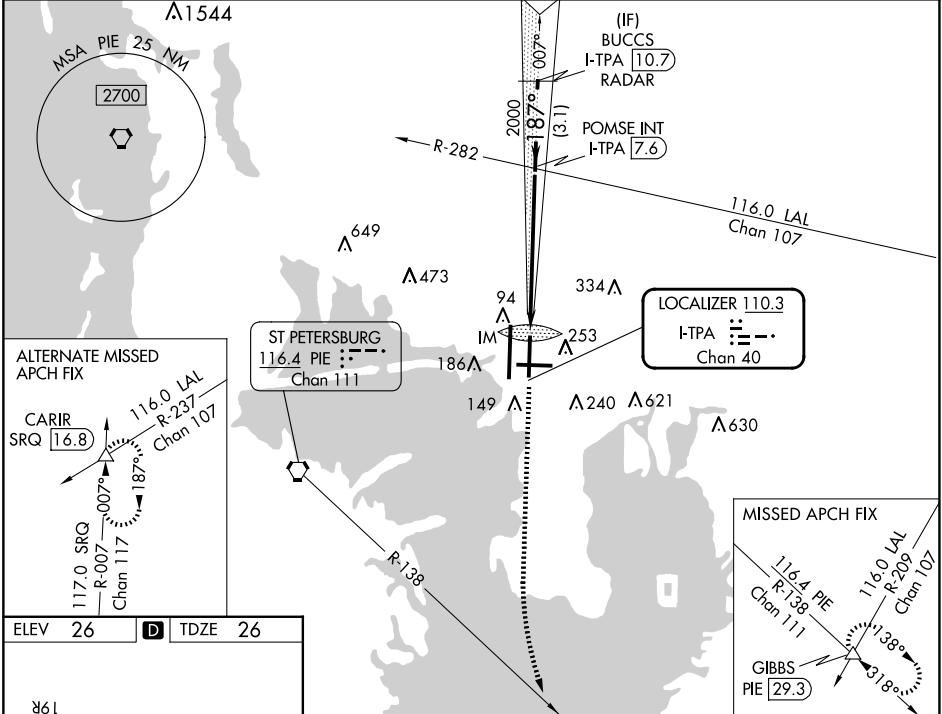 1544
MSA PIE 25 NM
2700
(IF)
BUCCS
I-TPA 10.7
RADAR
007°
2000
187°
(3.1)
POMSE INT
I-TPA 7.6
R-282
116.0 LAL
Chan 107
649
473
334
94
IM
253
186
149
240
621
630
LOCALIZER 110.3
I-TPA
Chan 40
ST PETERSBURG
116.4 PIE
Chan 111
R-138
ALTERNATE MISSED
APCH FIX
CARIR
SRQ 16.8
116.0 LAL
R-237
Chan 107
007°
187°
117.0 SRQ
R-007
Chan 117
MISSED APCH FIX
116.4 PIE
R-138
Chan 111
116.0 LAL
R-209
Chan 107
138°
318°
GIBBS
PIE 29.3
ELEV 26 D TDZE 26
19R